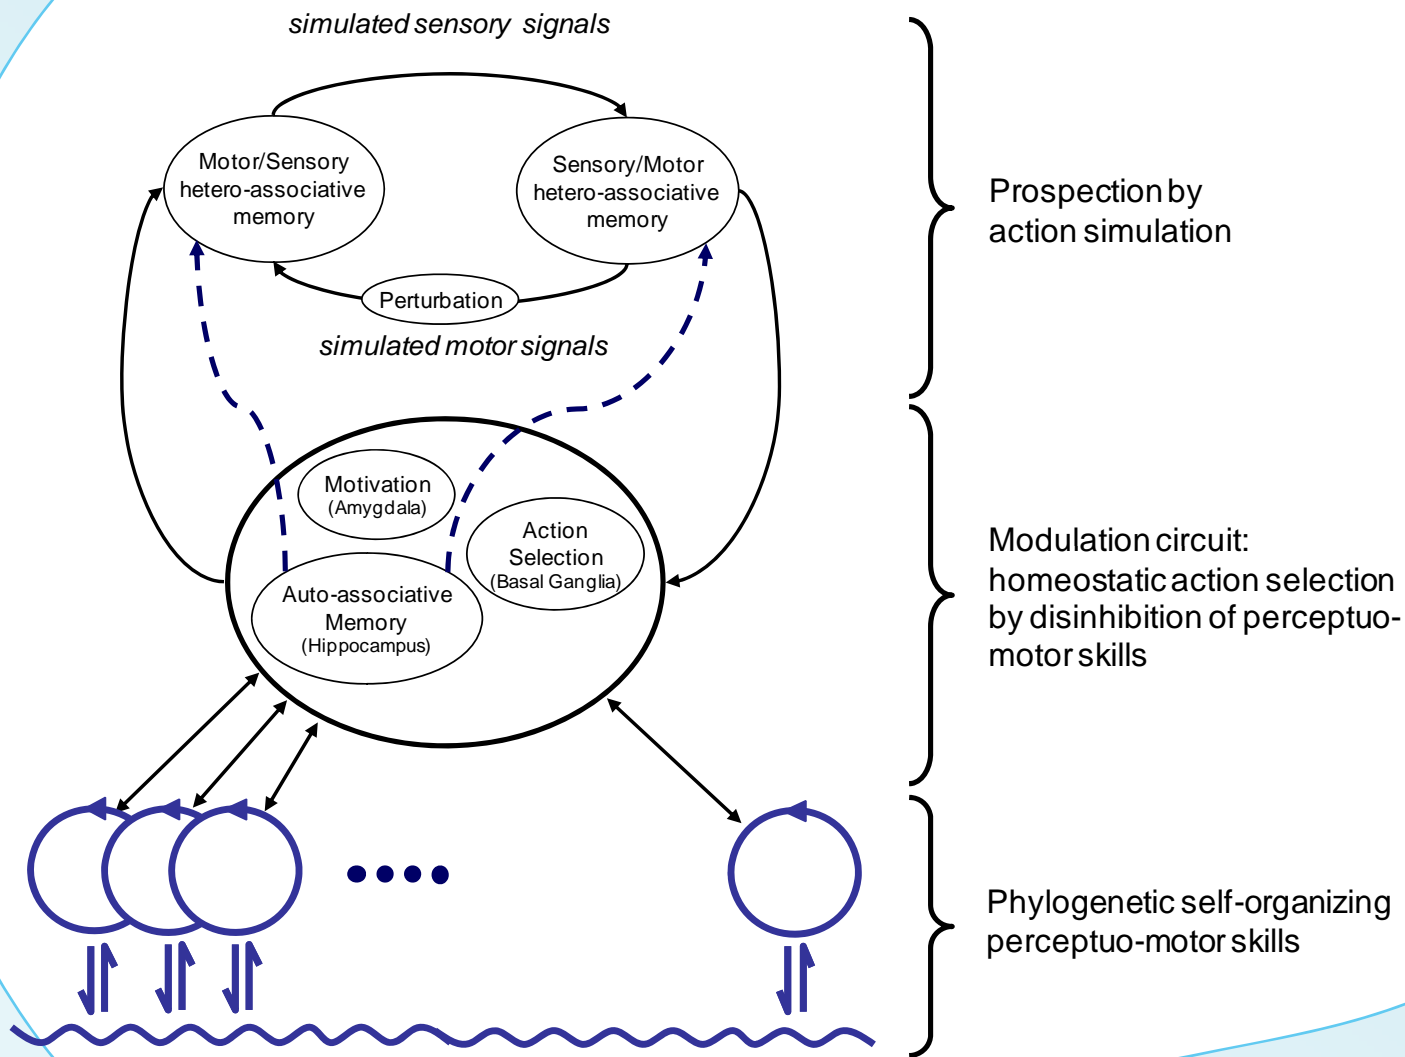 simulated sensory signals
Motor/Sensory
hetero-associative
memory
Sensory/Motor
hetero-associative
memory
Perturbation
simulated motor signals
Prospection by
action simulation
Motivation
(Amygdala)
Action
Selection
(Basal Ganglia)
Auto-associative
Memory
(Hippocampus)
Modulation circuit:
homeostatic action selection
by disinhibition of perceptuo-
motor skills
Phylogenetic self-organizing
perceptuo-motor skills